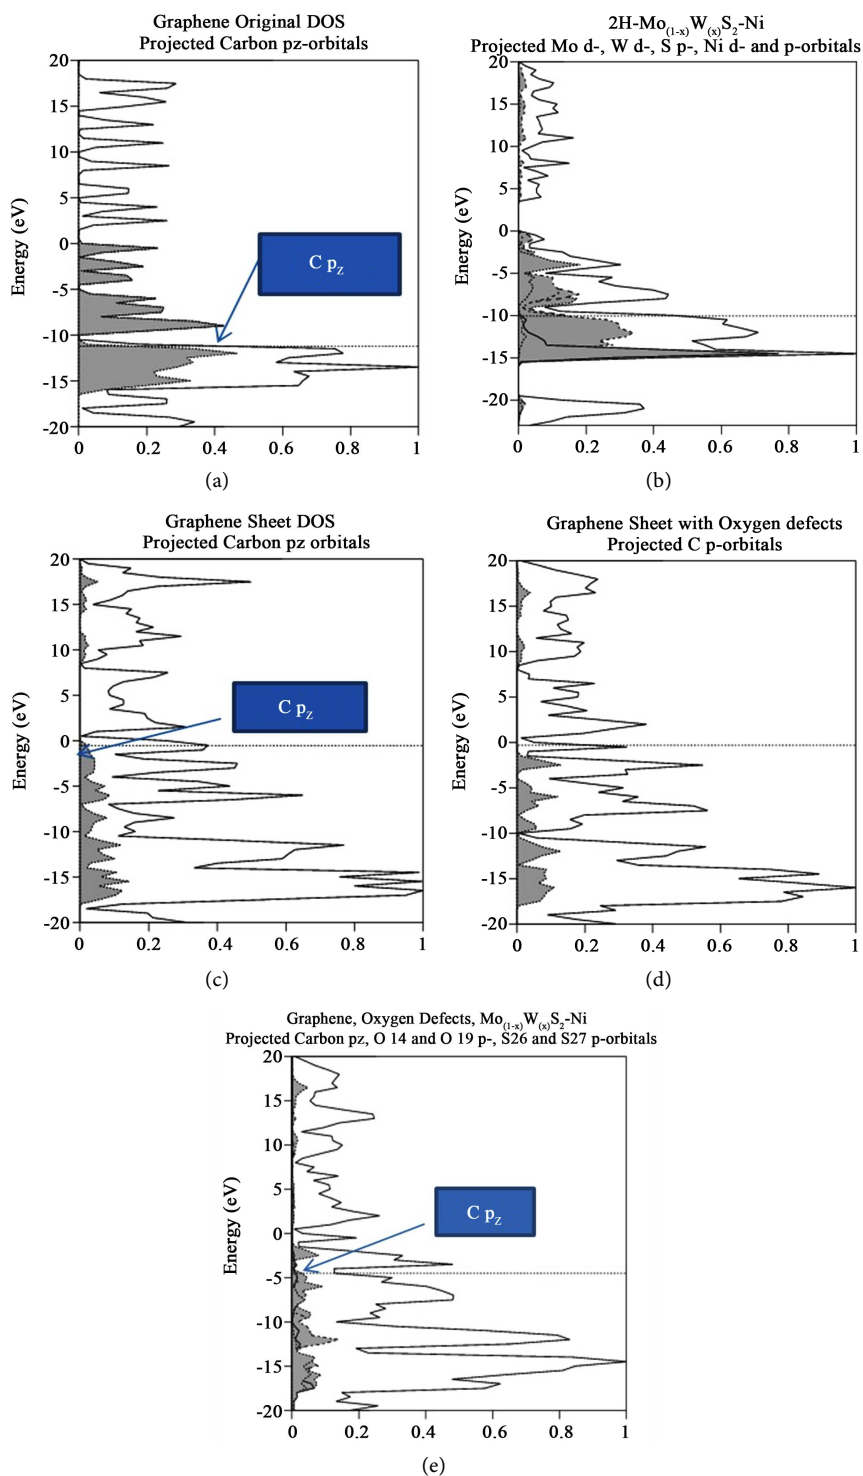 Graphene Original DOS
Projected Carbon pz-orbitals
20
15
10
5
0
-5
-10
-15
-20
Energy (eV)
C pZ
0 0.2 0.4 0.6 0.8 1
(a)
2H-Mo(1-x)W(x)S2-Ni
Projected Mo d-, W d-, S p-, Ni d- and p-orbitals
20
15
10
5
0
-5
-10
-15
-20
Energy (eV)
0 0.2 0.4 0.6 0.8 1
(b)
Graphene Sheet DOS
Projected Carbon pz orbitals
20
15
10
5
0
-5
-10
-15
-20
Energy (eV)
C pZ
0 0.2 0.4 0.6 0.8 1
(c)
Graphene Sheet with Oxygen defects
Projected C p-orbitals
20
15
10
5
0
-5
-10
-15
-20
Energy (eV)
0 0.2 0.4 0.6 0.8 1
(d)
Graphene, Oxygen Defects, Mo(1-x)W(x)S2-Ni
Projected Carbon pz, O 14 and O 19 p-, S26 and S27 p-orbitals
20
15
10
5
0
-5
-10
-15
-20
Energy (eV)
C pZ
0 0.2 0.4 0.6 0.8 1
(e)